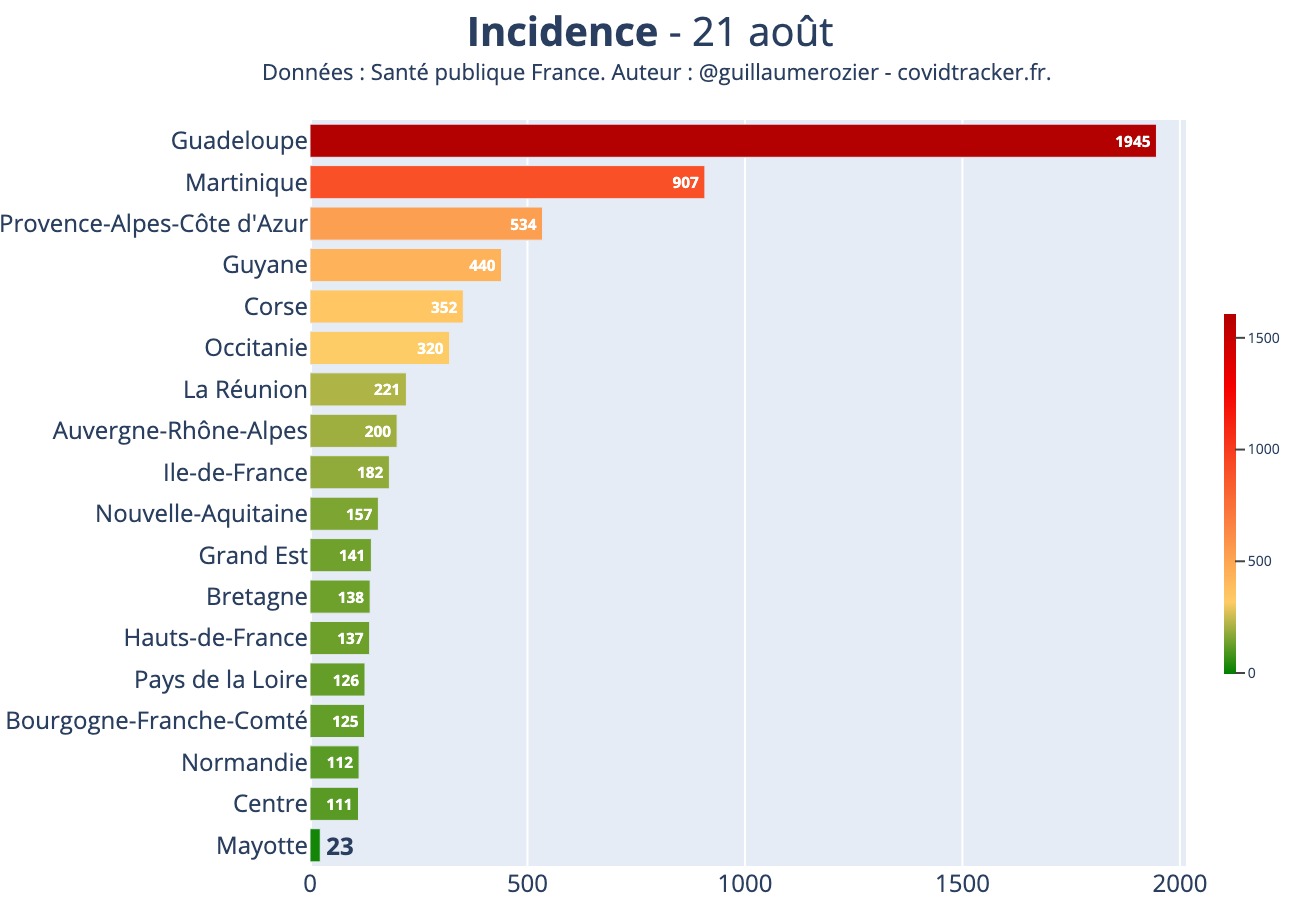 Incidence - 21 août
Données : Santé publique France. Auteur : @guillaumerozier - covidtracker.fr.
Guadeloupe 1945
Martinique 907
Provence-Alpes-Côte d'Azur 534
Guyane 440
Corse 352
Occitanie 320
La Réunion 221
Auvergne-Rhône-Alpes 200
Ile-de-France 182
Nouvelle-Aquitaine 157
Grand Est 141
Bretagne 138
Hauts-de-France 137
Pays de la Loire 126
Bourgogne-Franche-Comté 125
Normandie 112
Centre 111
Mayotte 23
0 500 1000 1500 2000
1500
1000
500
0